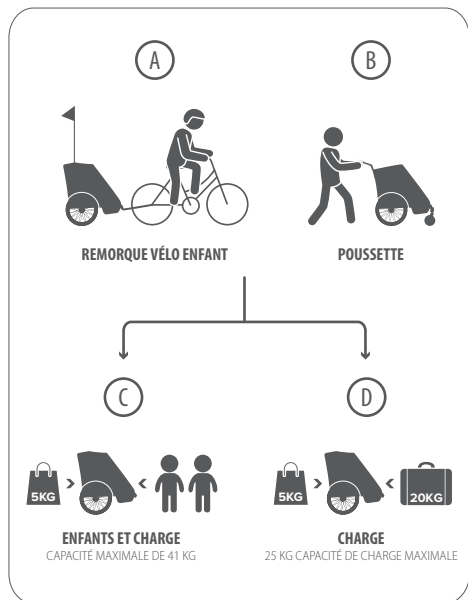 A
B
REMORQUE VÉLO ENFANT
POUSSETTE
C
D
5KG
5KG
20KG
ENFANTS ET CHARGE
CAPACITÉ MAXIMALE DE 41 KG
CHARGE
25 KG CAPACITÉ DE CHARGE MAXIMALE